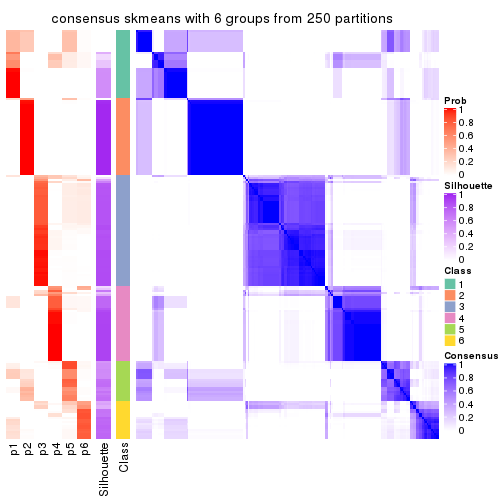 consensus skmeans with 6 groups from 250 partitions
Prob
1
0.8
0.6
0.4
0.2
0
Silhouette
1
0.8
0.6
0.4
0.2
0
Class
1
2
3
4
5
6
Consensus
1
0.8
0.6
0.4
0.2
0
p1
p2
p3
p4
p5
p6
Silhouette
Class